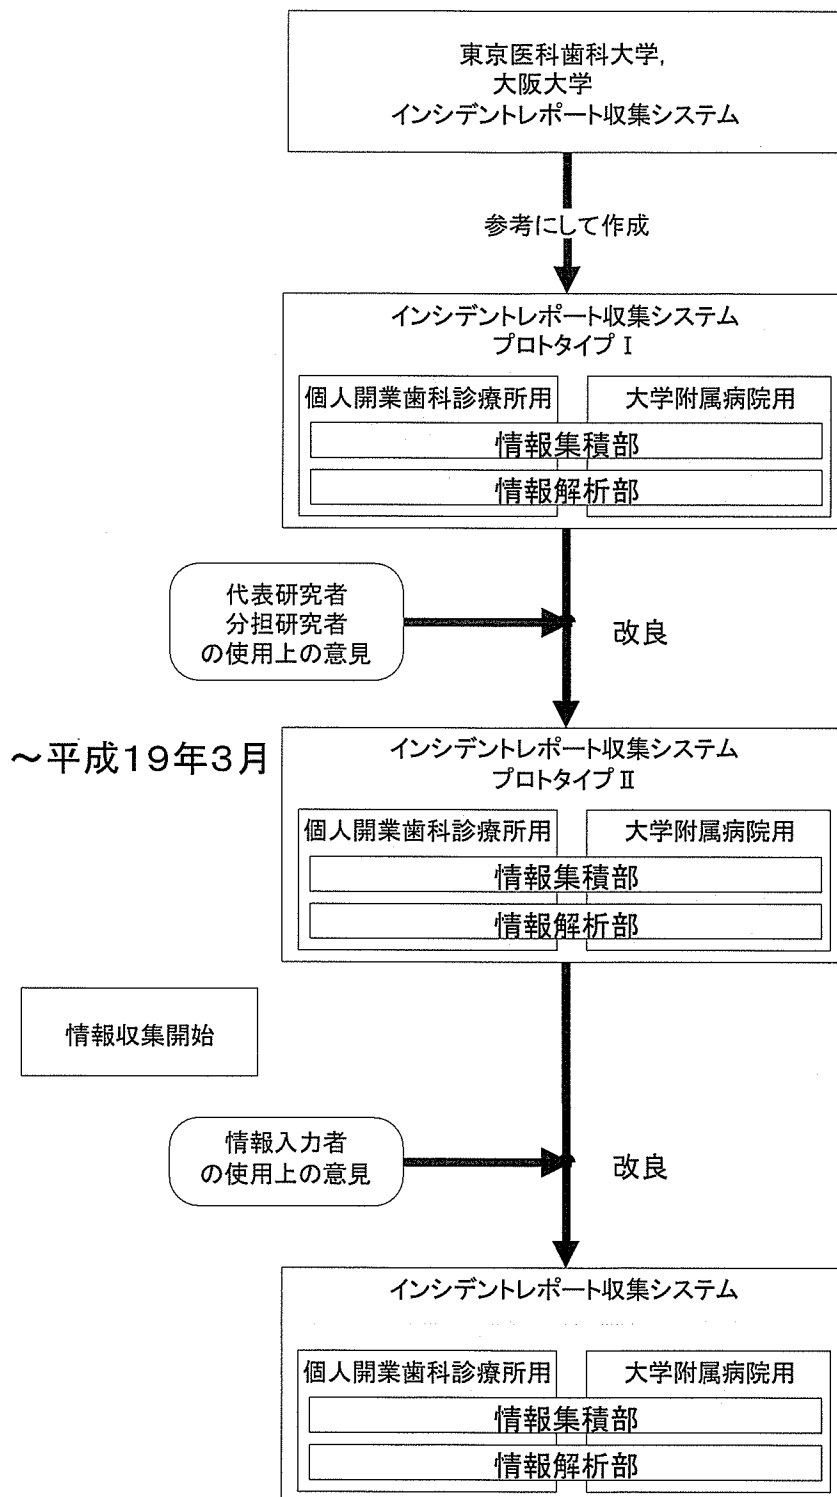 東京医科歯科大学,
大阪大学
インシデントレポート収集システム
参考にして作成
インシデントレポート収集システム
プロトタイプⅠ
個人開業歯科診療所用
大学附属病院用
情報集積部
情報解析部
代表研究者
分担研究者
の使用上の意見
改良
～平成19年3月
インシデントレポート収集システム
プロトタイプⅡ
個人開業歯科診療所用
大学附属病院用
情報集積部
情報解析部
情報収集開始
情報入力者
の使用上の意見
改良
インシデントレポート収集システム
個人開業歯科診療所用
大学附属病院用
情報集積部
情報解析部